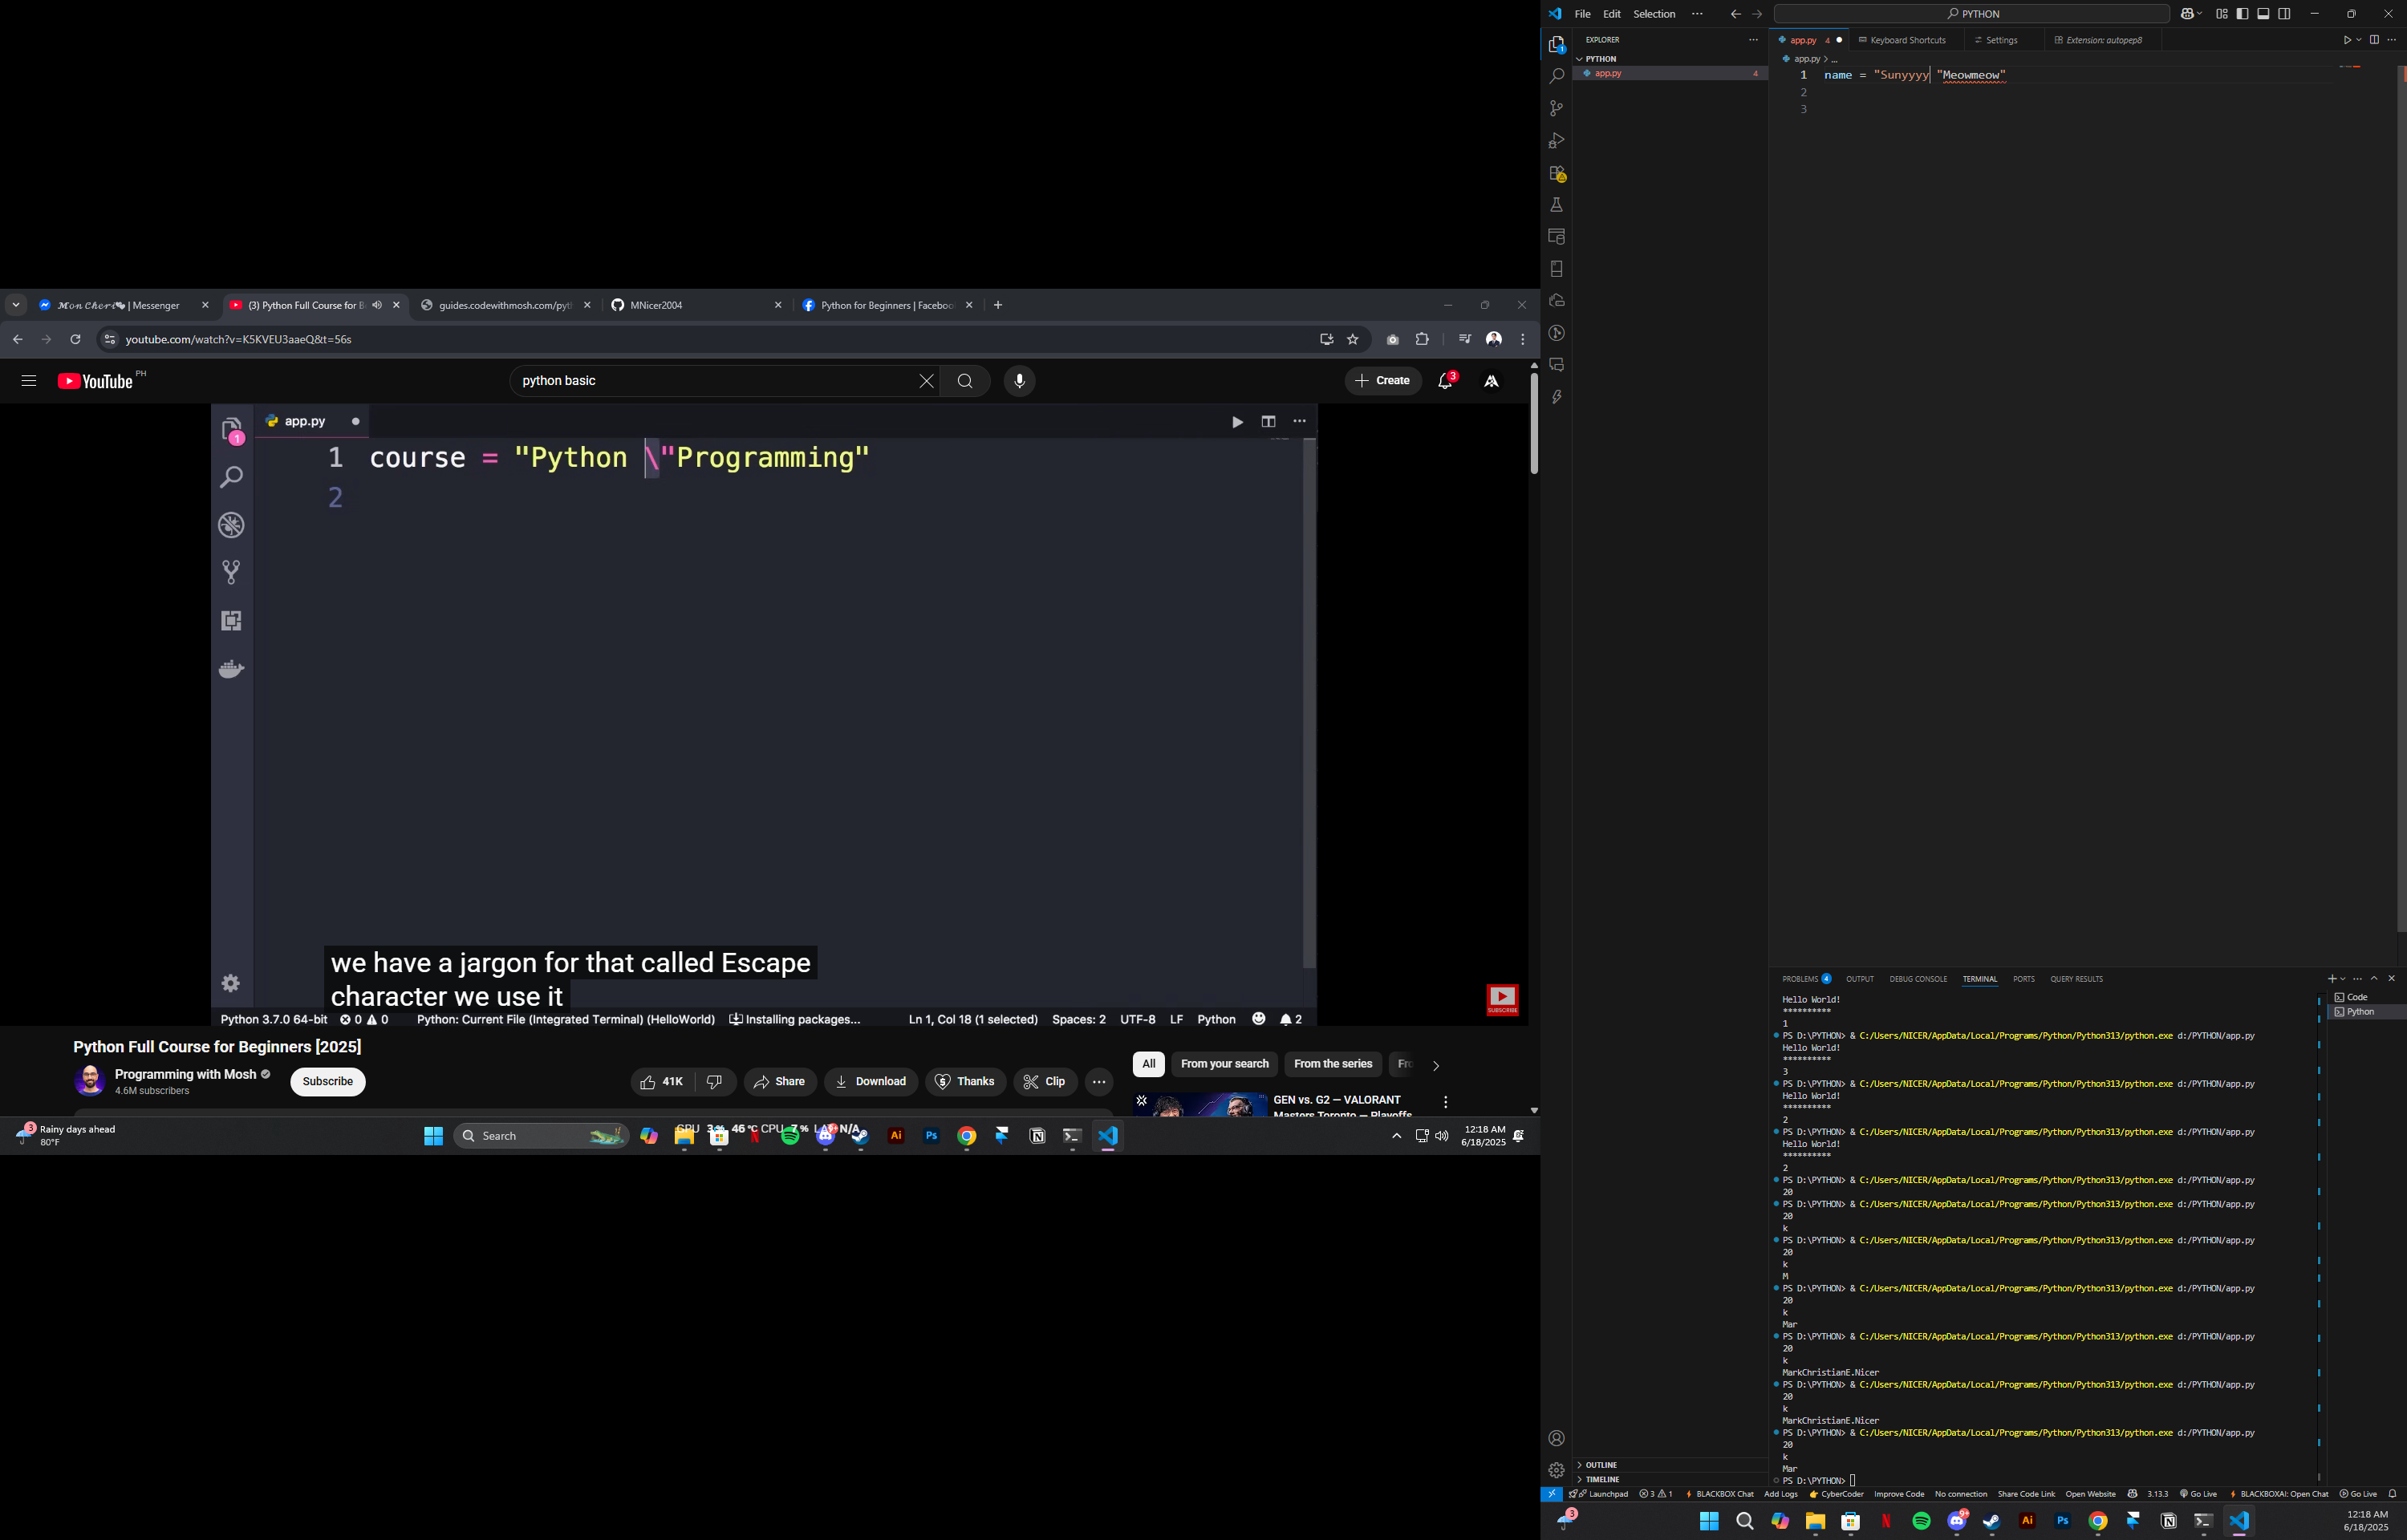 Messenger
(3) Python Full Course for B
guides.codewithmosh.com/pyt
MNicer2004
Python for Beginners | Facebo
youtube.com/watch?v=K5KVEU3aaeQ&t=56s
YouTube PH
python basic
Create
3
app.py
1 course = "Python \"Programming"
2
1
we have a jargon for that called Escape
character we use it
SUBSCRIBE
Python 3.7.0 64-bit 0 0 Python: Current File (Integrated Terminal) (HelloWorld) Installing packages... Ln 1, Col 18 (1 selected) Spaces: 2 UTF-8 LF Python 2
Python Full Course for Beginners [2025]
Programming with Mosh
4.6M subscribers
Subscribe
41K
Share
Download
Thanks
Clip
All
From your search
From the series
GEN vs. G2 — VALORANT
Masters Toronto — Playoffs
3
Rainy days ahead
80°F
Search
GPU 3 % 46 °C CPU 7 % N/A
12:18 AM
6/18/2025
File Edit Selection
PYTHON
EXPLORER
PYTHON
app.py 4
app.py 4
Keyboard Shortcuts
Settings
Extension: autopep8
app.py > ...
1 name = "Sunyyyy "Meowmeow"
2
3
PROBLEMS 4 OUTPUT DEBUG CONSOLE TERMINAL PORTS QUERY RESULTS
Code
Python
Hello World!
**********
1
PS D:\PYTHON> & C:/Users/NICER/AppData/Local/Programs/Python/Python313/python.exe d:/PYTHON/app.py
Hello World!
**********
3
PS D:\PYTHON> & C:/Users/NICER/AppData/Local/Programs/Python/Python313/python.exe d:/PYTHON/app.py
Hello World!
**********
2
PS D:\PYTHON> & C:/Users/NICER/AppData/Local/Programs/Python/Python313/python.exe d:/PYTHON/app.py
Hello World!
**********
2
PS D:\PYTHON> & C:/Users/NICER/AppData/Local/Programs/Python/Python313/python.exe d:/PYTHON/app.py
20
PS D:\PYTHON> & C:/Users/NICER/AppData/Local/Programs/Python/Python313/python.exe d:/PYTHON/app.py
20
k
PS D:\PYTHON> & C:/Users/NICER/AppData/Local/Programs/Python/Python313/python.exe d:/PYTHON/app.py
20
k
M
PS D:\PYTHON> & C:/Users/NICER/AppData/Local/Programs/Python/Python313/python.exe d:/PYTHON/app.py
20
k
Mar
PS D:\PYTHON> & C:/Users/NICER/AppData/Local/Programs/Python/Python313/python.exe d:/PYTHON/app.py
20
k
MarkChristianE.Nicer
PS D:\PYTHON> & C:/Users/NICER/AppData/Local/Programs/Python/Python313/python.exe d:/PYTHON/app.py
20
k
MarkChristianE.Nicer
PS D:\PYTHON> & C:/Users/NICER/AppData/Local/Programs/Python/Python313/python.exe d:/PYTHON/app.py
20
k
Mar
PS D:\PYTHON>
OUTLINE
TIMELINE
Launchpad 3 1 BLACKBOX Chat Add Logs CyberCoder Improve Code No connection Share Code Link Open Website 3.13.3 Go Live BLACKBOXAI: Open Chat Go Live
3
12:18 AM
6/18/2025